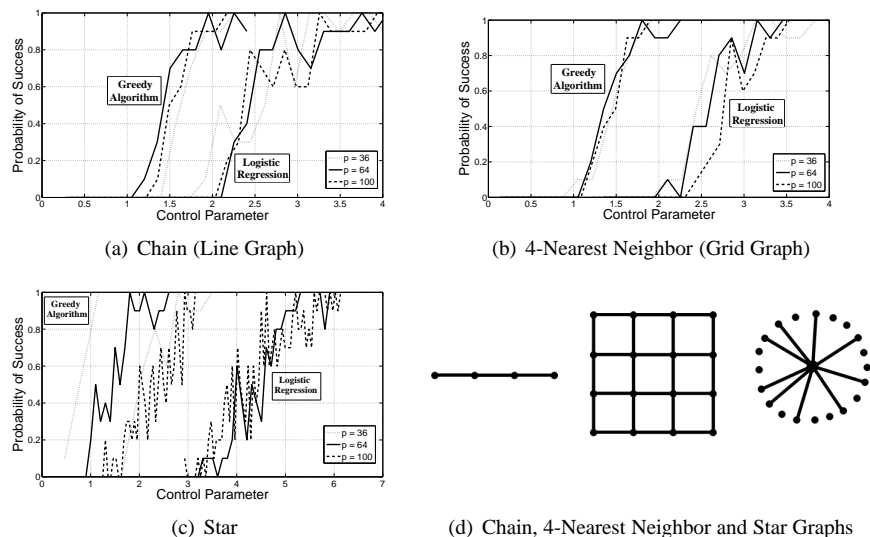 Probability of Success
1
0.8
0.6
0.4
0.2
0
0 0.5 1 1.5 2 2.5 3 3.5 4
Control Parameter
Greedy
Algorithm
Logistic
Regression
p = 36
p = 64
p = 100
(a) Chain (Line Graph)
Probability of Success
1
0.8
0.6
0.4
0.2
0
0 0.5 1 1.5 2 2.5 3 3.5 4
Control Parameter
Greedy
Algorithm
Logistic
Regression
p = 36
p = 64
p = 100
(b) 4-Nearest Neighbor (Grid Graph)
Probability of Success
1
0.8
0.6
0.4
0.2
0
0 1 2 3 4 5 6 7
Control Parameter
Greedy
Algorithm
Logistic
Regression
p = 36
p = 64
p = 100
(c) Star
(d) Chain, 4-Nearest Neighbor and Star Graphs